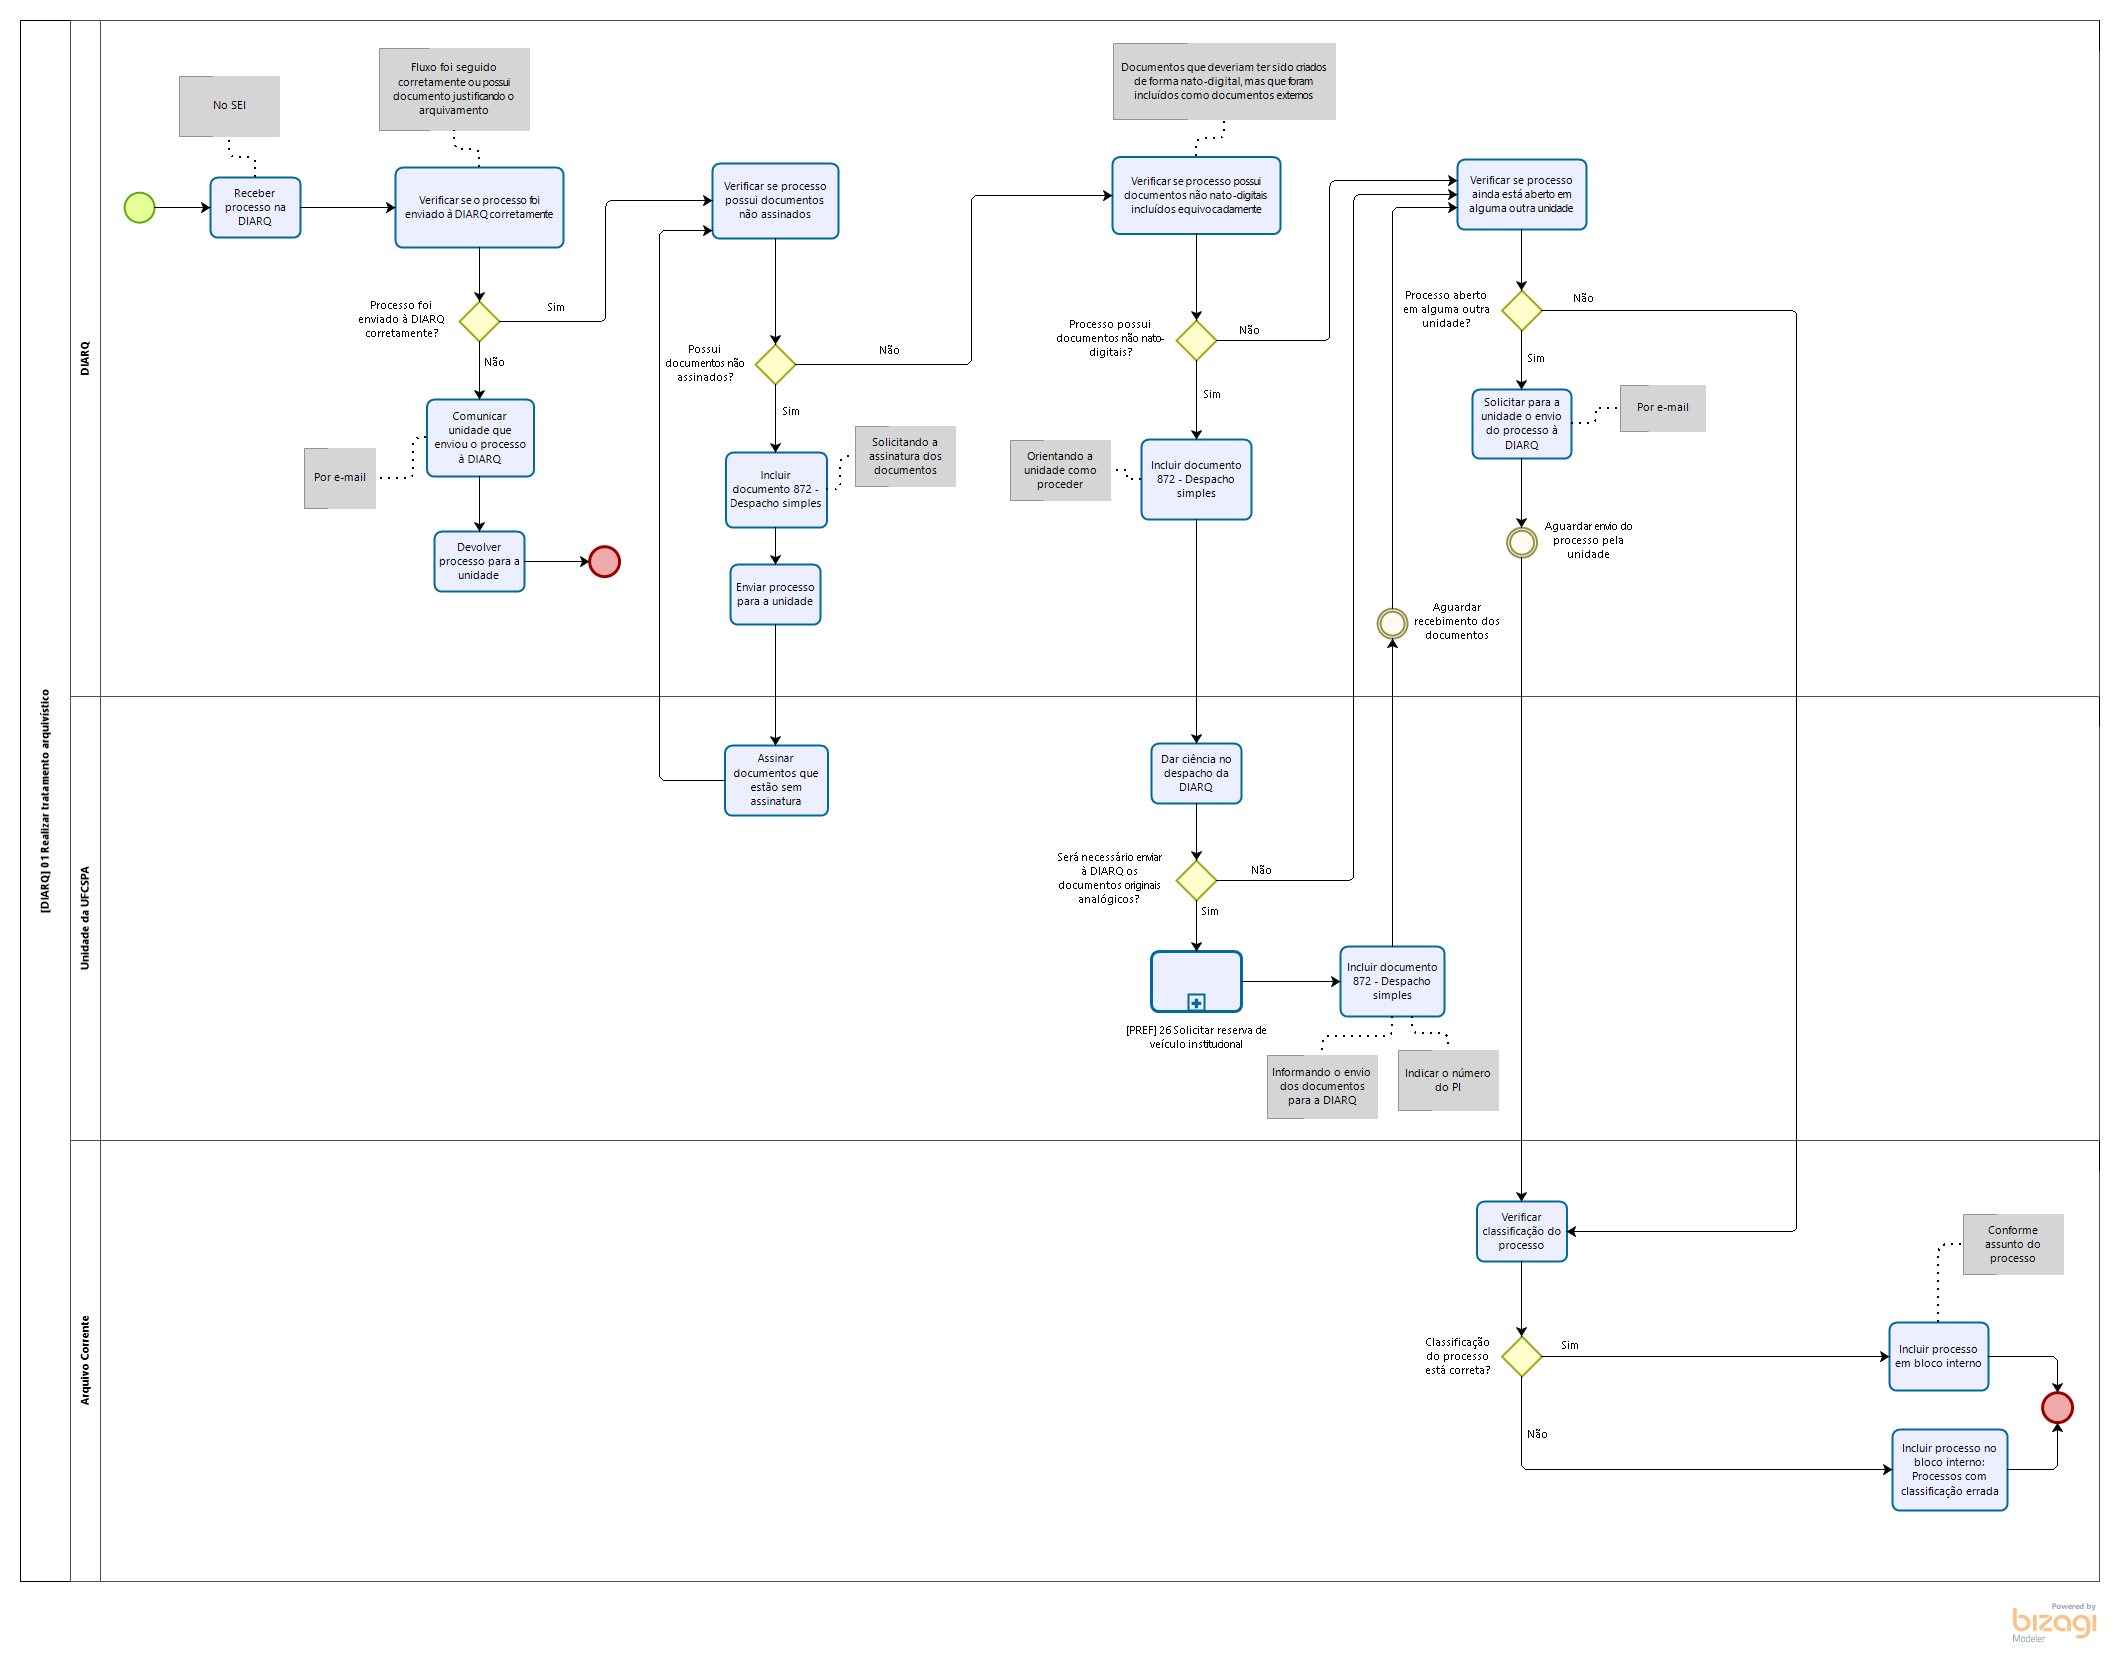 [DIARQ] 01 Realizar tratamento arquivístico
DIARQ
No SEI
Receber
processo na
DIARQ
Fluxo foi seguido
corretamente ou possui
documento justificando o
arquivamento
Verificar se o processo foi
enviado à DIARQ corretamente
Processo foi
enviado à DIARQ
corretamente?
Sim
Não
Comunicar
unidade que
enviou o processo
à DIARQ
Por e-mail
Devolver
processo para a
unidade
Verificar se processo
possui documentos
não assinados
Possui
documentos não
assinados?
Não
Sim
Incluir
documento 872 -
Despacho simples
Solicitando a
assinatura dos
documentos
Enviar processo
para a unidade
Documentos que deveriam ter sido criados
de forma nato-digital, mas que foram
incluídos como documentos externos
Verificar se processo possui
documentos não nato-digitais
incluídos equivocadamente
Processo possui
documentos não nato-
digitais?
Não
Sim
Orientando a
unidade como
proceder
Incluir documento
872 - Despacho
simples
Verificar se processo
ainda está aberto em
alguma outra unidade
Processo aberto
em alguma outra
unidade?
Não
Sim
Solicitar para a
unidade o envio
do processo à
DIARQ
Por e-mail
Aguardar envio do
processo pela
unidade
Aguardar
recebimento dos
documentos
Unidade da UFCSPA
Assinar
documentos que
estão sem
assinatura
Dar ciência no
despacho da
DIARQ
Será necessário enviar
à DIARQ os
documentos originais
analógicos?
Não
Sim
[PREF] 26 Solicitar reserva de
veículo institucional
Incluir documento
872 - Despacho
simples
Informando o envio
dos documentos
para a DIARQ
Indicar o número
do PI
Arquivo Corrente
Verificar
classificação do
processo
Classificação
do processo
está correta?
Sim
Não
Conforme
assunto do
processo
Incluir processo
em bloco interno
Incluir processo no
bloco interno:
Processos com
classificação errada
Powered by
bizagi
Modeler